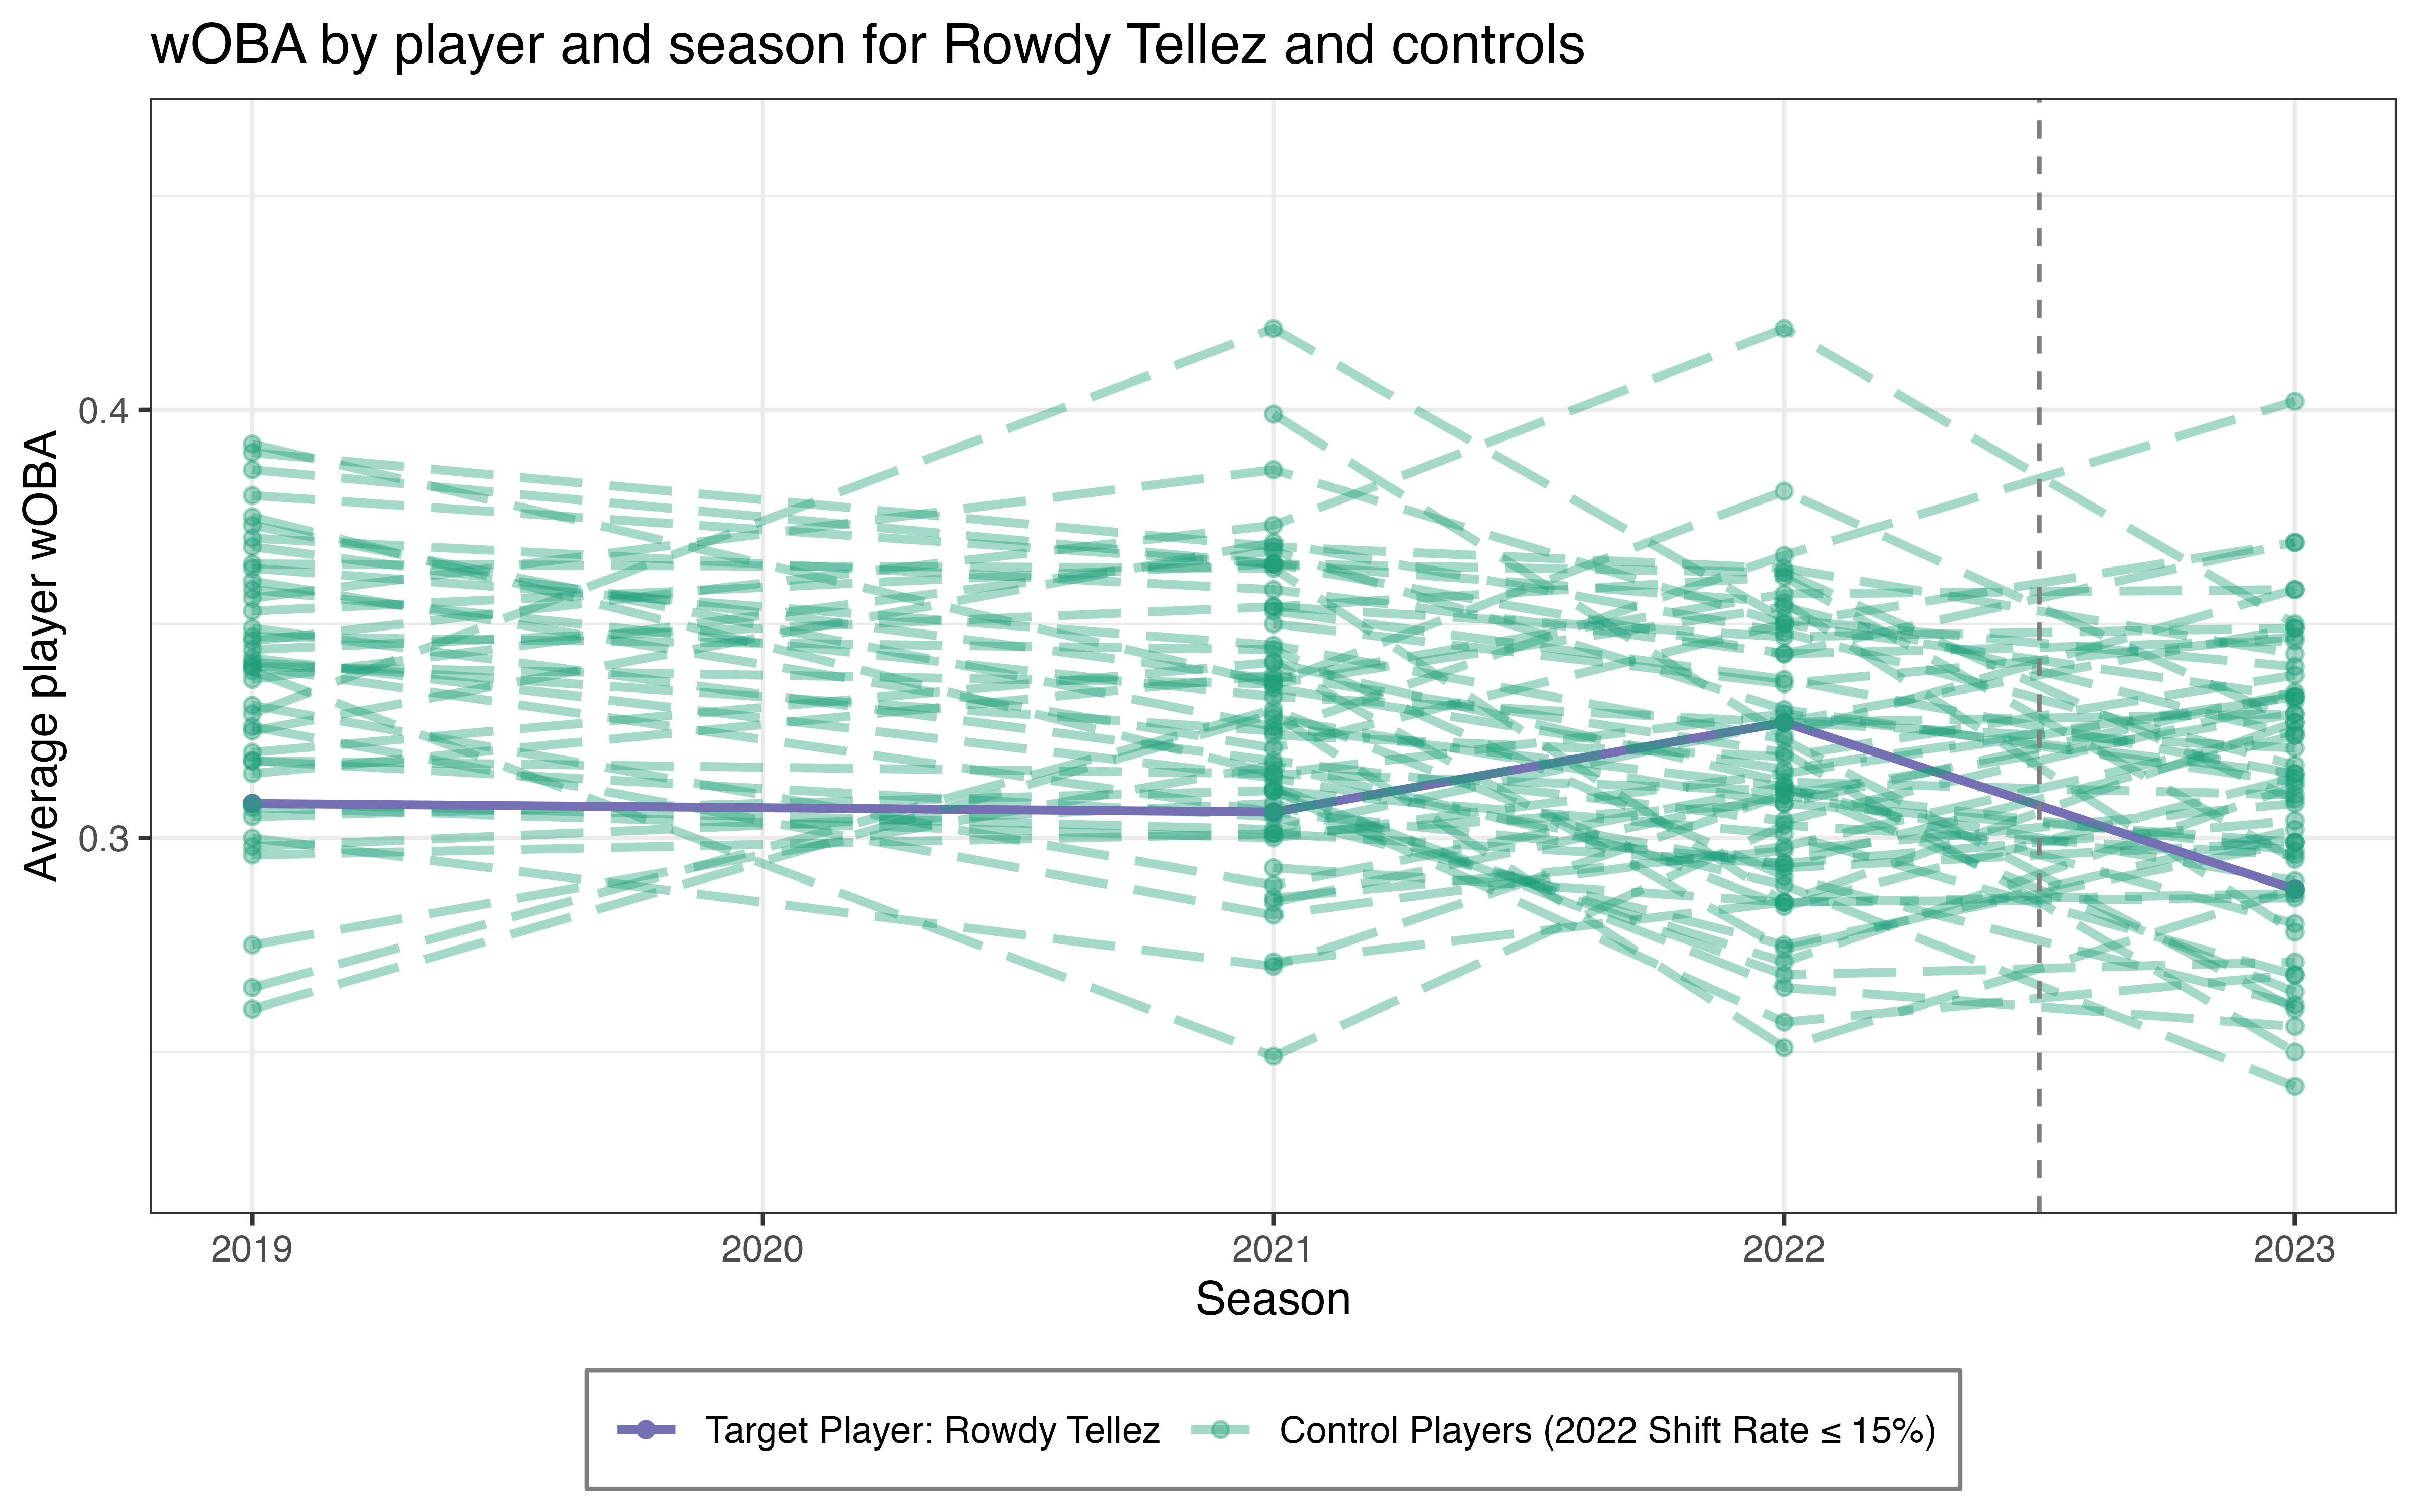 wOBA by player and season for Rowdy Tellez and controls
Average player wOBA
0.4
0.3
2019 2020 2021 2022 2023
Season
Target Player: Rowdy Tellez Control Players (2022 Shift Rate ≤ 15%)